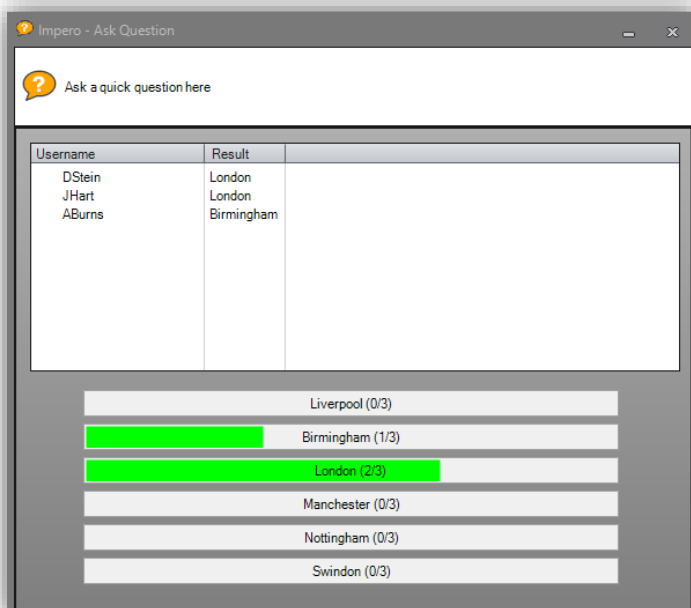 Impero - Ask Question
Ask a quick question here
Username Result
DStein London
JHart London
ABurns Birmingham
Liverpool (0/3)
Birmingham (1/3)
London (2/3)
Manchester (0/3)
Nottingham (0/3)
Swindon (0/3)